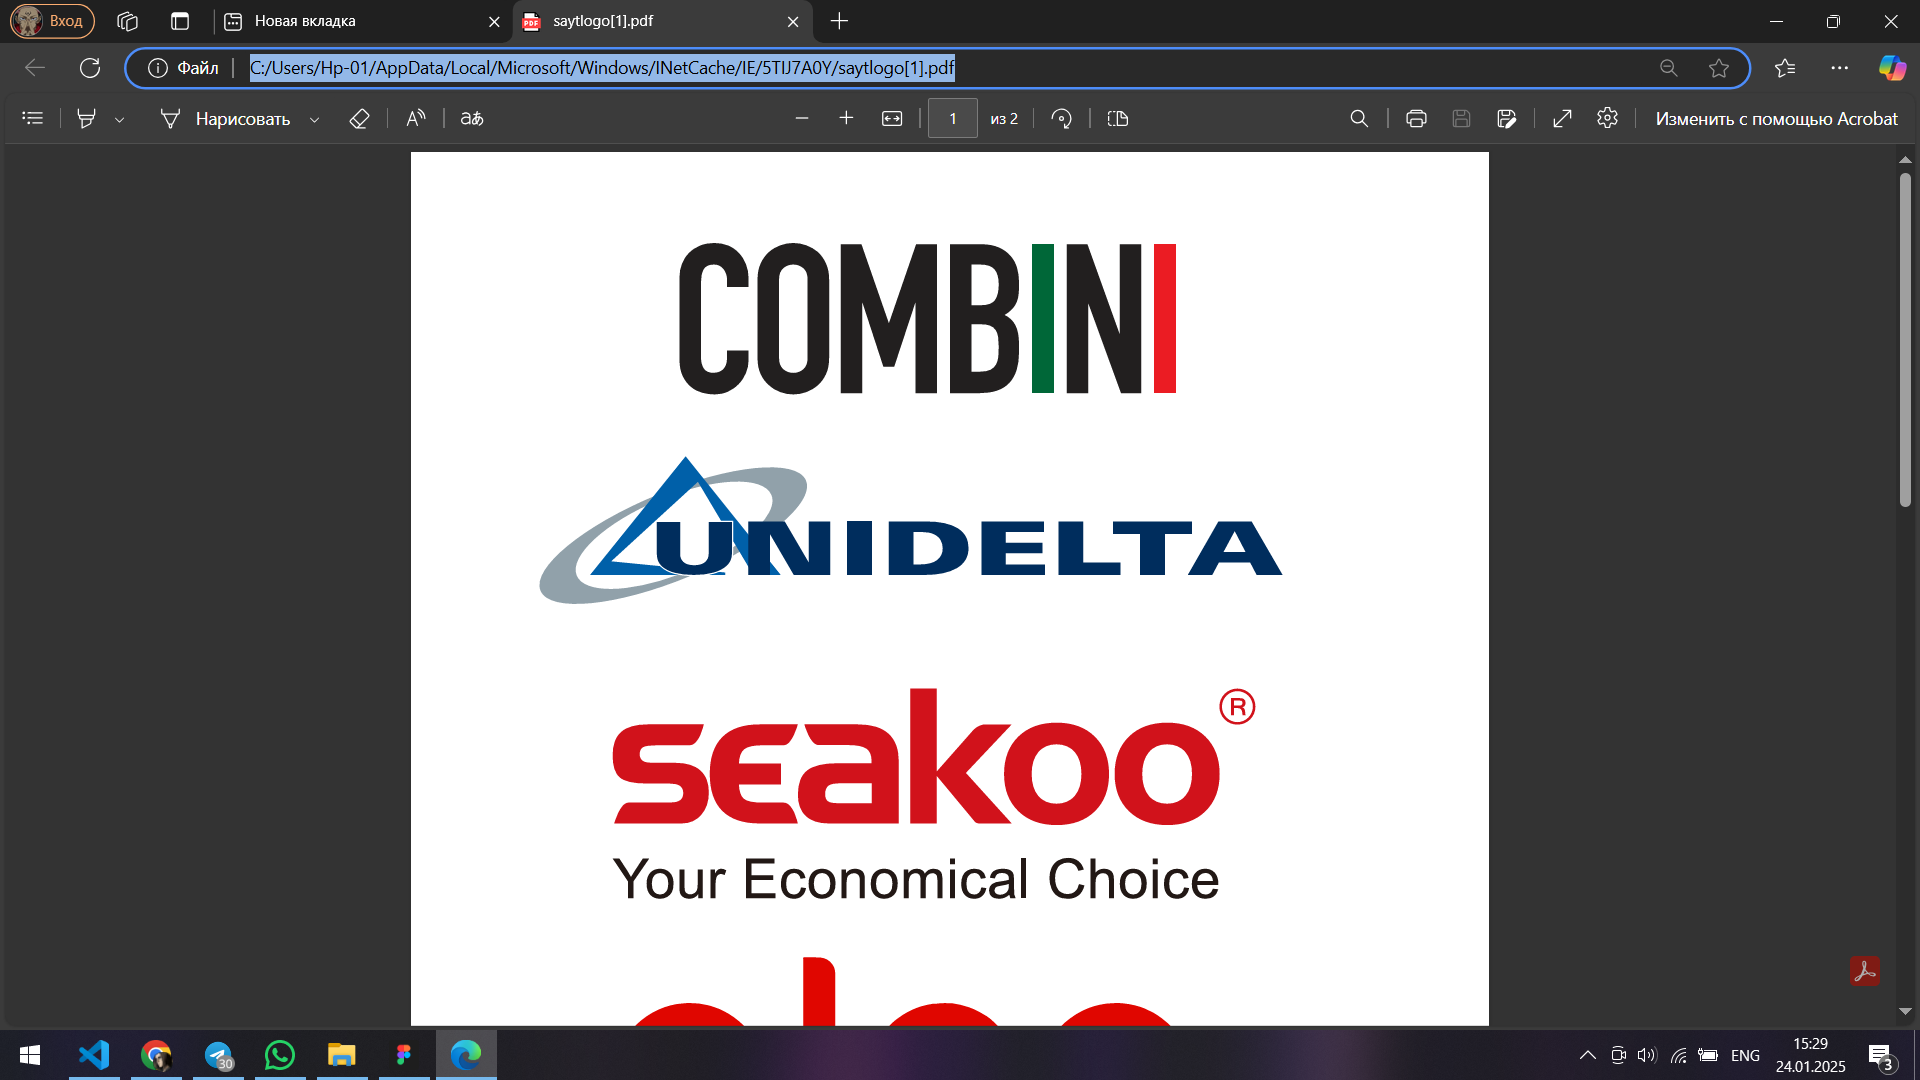 Вход
Новая вкладка
saytlogo[1].pdf
Файл
C:/Users/Hp-01/AppData/Local/Microsoft/Windows/INetCache/IE/5TIJ7A0Y/saytlogo[1].pdf
Нарисовать
aあ
1
из 2
Изменить с помощью Acrobat
COMBINI
UNIDELTA
seakoo®
Your Economical Choice
30
ENG
15:29
24.01.2025
3